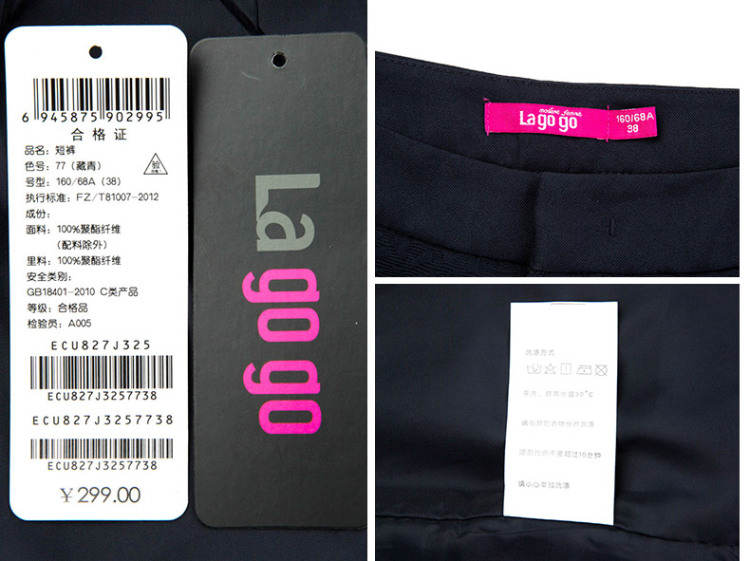 6 945875 902995
合格证
品名：短裤
色号：77（藏青）
号型：160/68A（38）
执行标准：FZ/T81007-2012
成份：
面料：100%聚酯纤维
（配料除外）
里料：100%聚酯纤维
安全类别：
GB18401-2010 C类产品
等级：合格品
检验员：A005
ECU827J325
ECU827J3257738
ECU827J3257738
ECU827J3257738
¥299.00
La go go
La go go
160/68A
38
洗涤方式